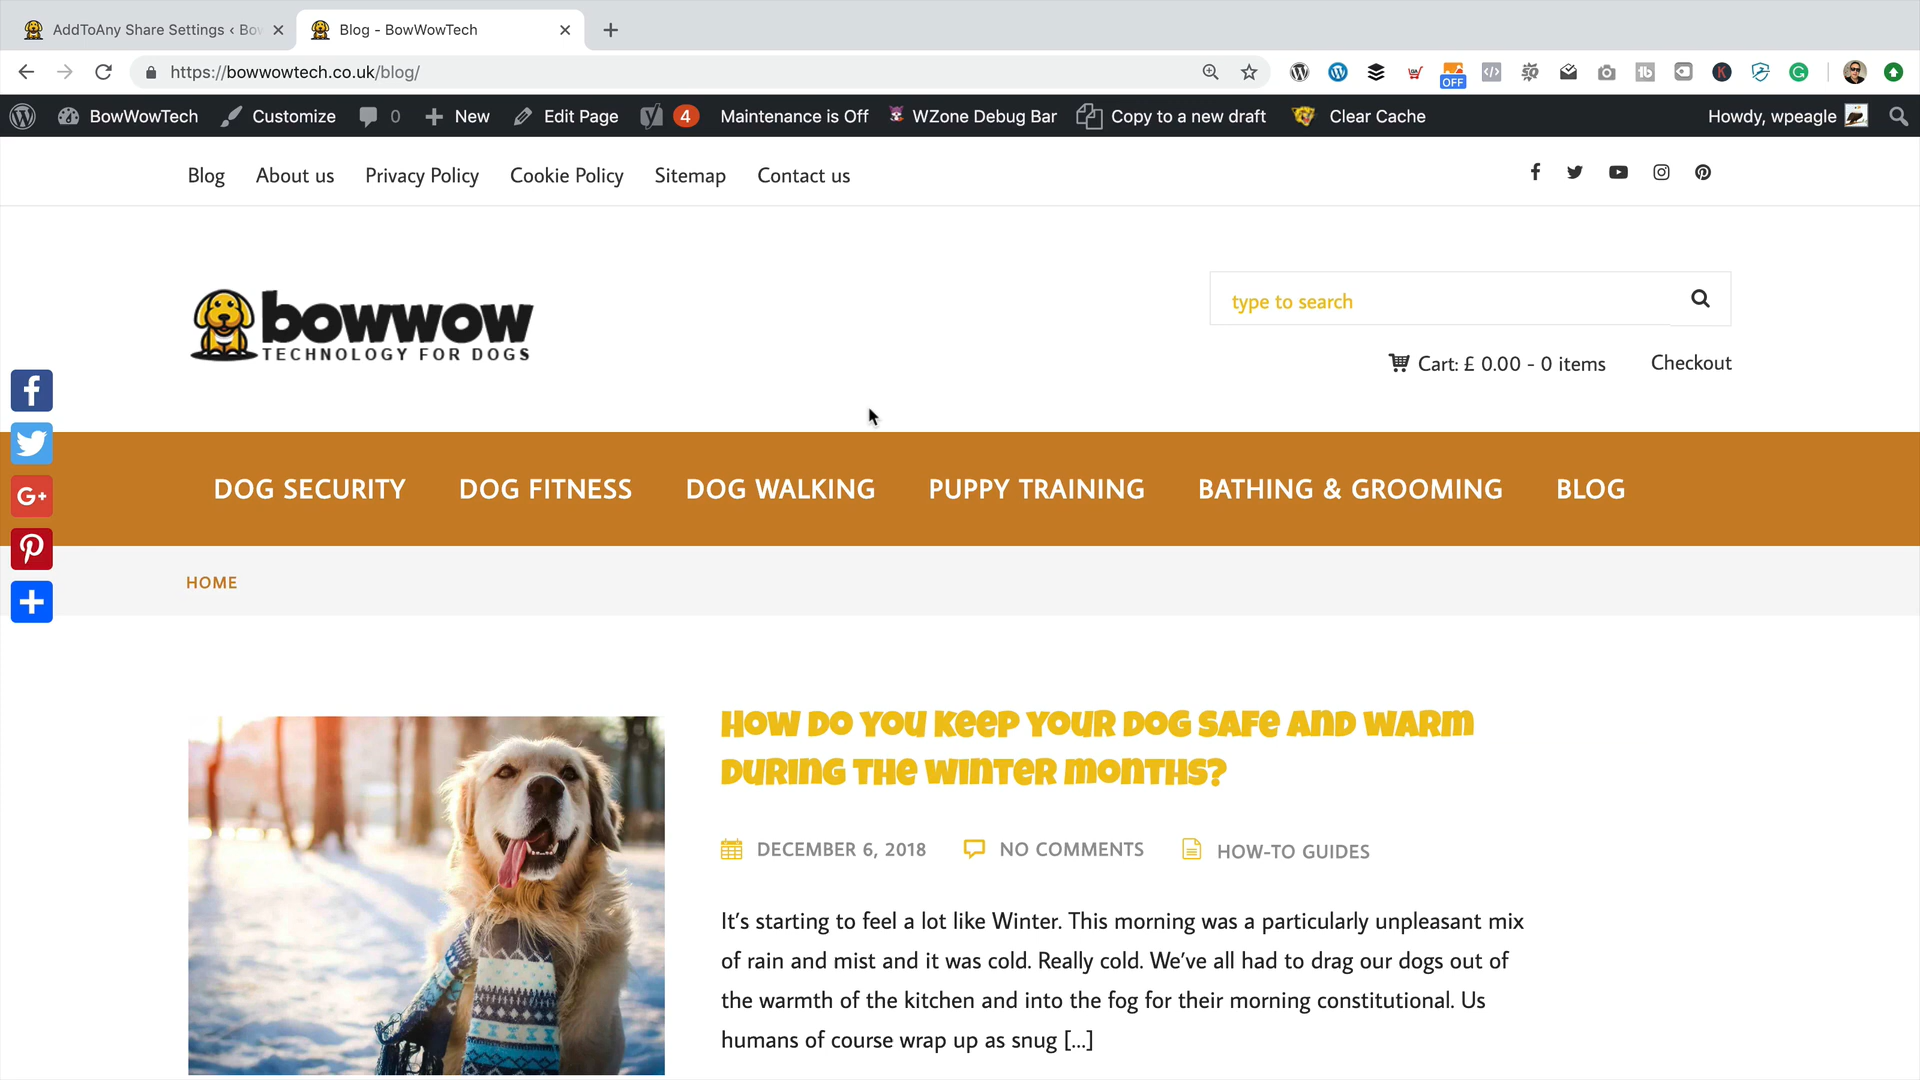 AddToAny Share Settings ‹ Bow
Blog - BowWowTech
https://bowwowtech.co.uk/blog/
OFF
BowWowTech
Customize
0
New
Edit Page
4
Maintenance is Off
WZone Debug Bar
Copy to a new draft
Clear Cache
Howdy, wpeagle
Blog
About us
Privacy Policy
Cookie Policy
Sitemap
Contact us
bowwow
TECHNOLOGY FOR DOGS
type to search
Cart: £ 0.00 - 0 items
Checkout
G+
DOG SECURITY
DOG FITNESS
DOG WALKING
PUPPY TRAINING
BATHING & GROOMING
BLOG
HOME
HOW DO YOU KEEP YOUR DOG SAFE AND WARM
DURING THE WINTER MONTHS?
DECEMBER 6, 2018
NO COMMENTS
HOW-TO GUIDES
It’s starting to feel a lot like Winter. This morning was a particularly unpleasant mix
of rain and mist and it was cold. Really cold. We’ve all had to drag our dogs out of
the warmth of the kitchen and into the fog for their morning constitutional. Us
humans of course wrap up as snug [...]